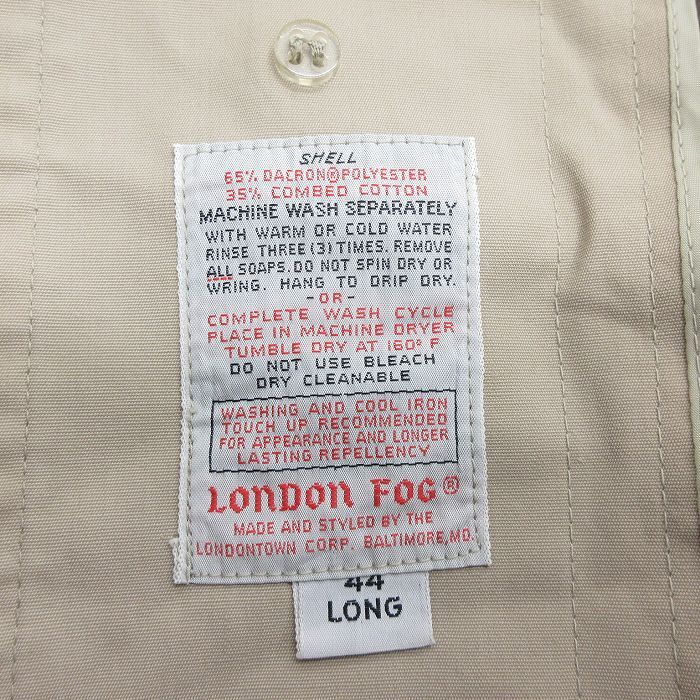 SHELL
65% DACRON®POLYESTER
35% COMBED COTTON
MACHINE WASH SEPARATELY
WITH WARM OR COLD WATER
RINSE THREE (3) TIMES. REMOVE
ALL SOAPS. DO NOT SPIN DRY OR
WRING. HANG TO DRIP DRY.
-OR-
COMPLETE WASH CYCLE
PLACE IN MACHINE DRYER
TUMBLE DRY AT 160° F
DO NOT USE BLEACH
DRY CLEANABLE
WASHING AND COOL IRON
TOUCH UP RECOMMENDED
FOR APPEARANCE AND LONGER
LASTING REPELLENCY
LONDON FOG®
MADE AND STYLED BY THE
LONDONTOWN CORP. BALTIMORE, MD.
44
LONG